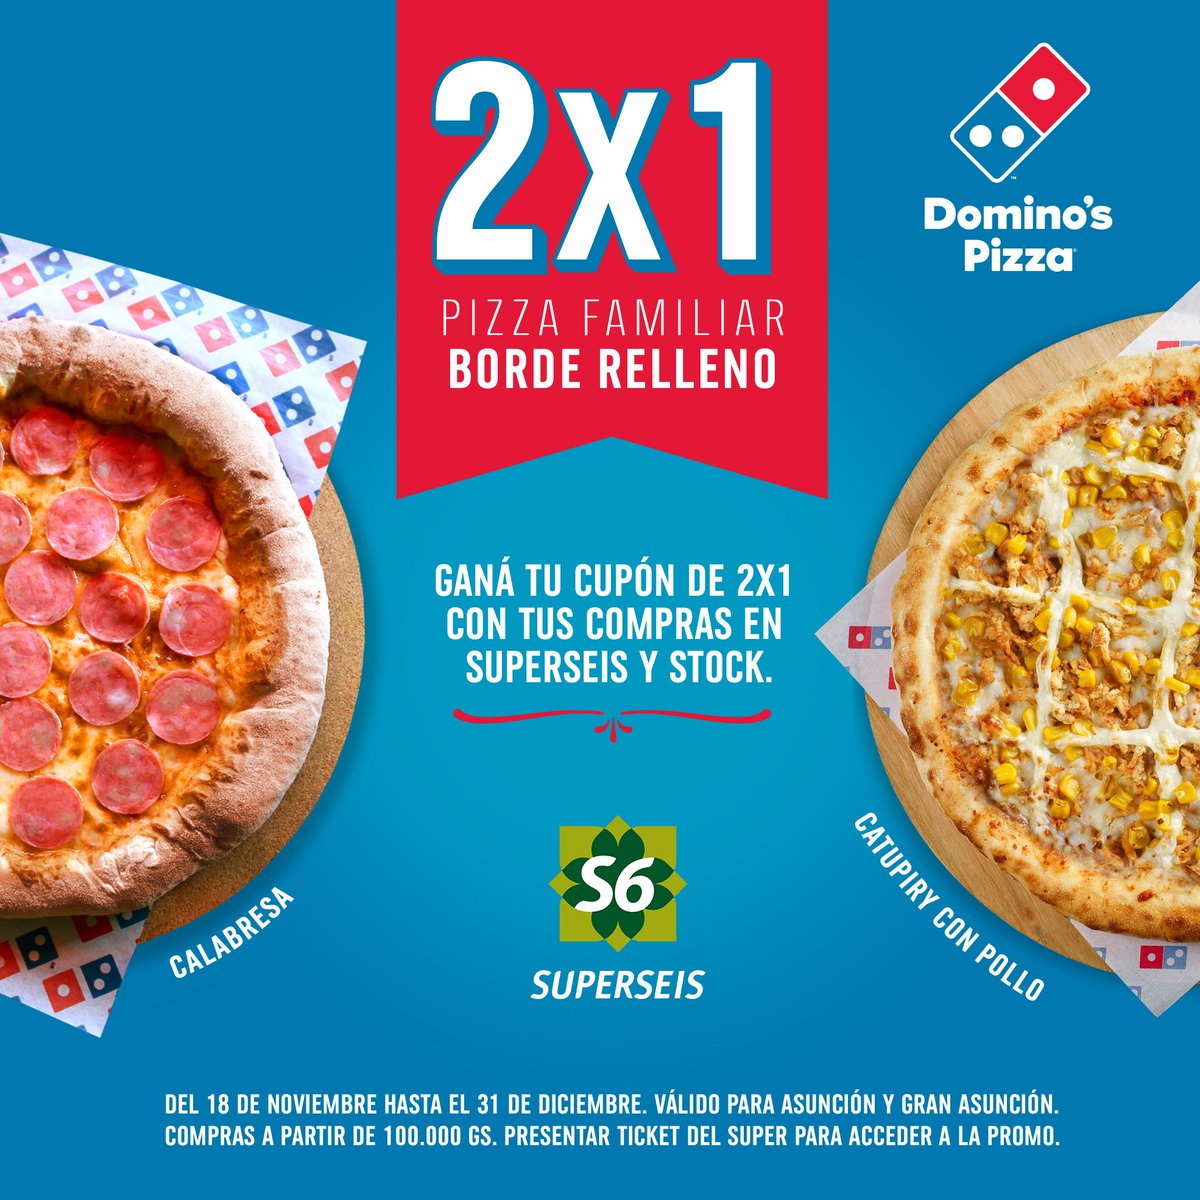 2x1
PIZZA FAMILIAR
BORDE RELLENO
Domino's
Pizza
GANÁ TU CUPÓN DE 2X1
CON TUS COMPRAS EN
SUPERSEIS Y STOCK.
CALABRESA
CATUPIRY CON POLLO
S6
SUPERSEIS
DEL 18 DE NOVIEMBRE HASTA EL 31 DE DICIEMBRE. VÁLIDO PARA ASUNCIÓN Y GRAN ASUNCIÓN.
COMPRAS A PARTIR DE 100.000 GS. PRESENTAR TICKET DEL SUPER PARA ACCEDER A LA PROMO.